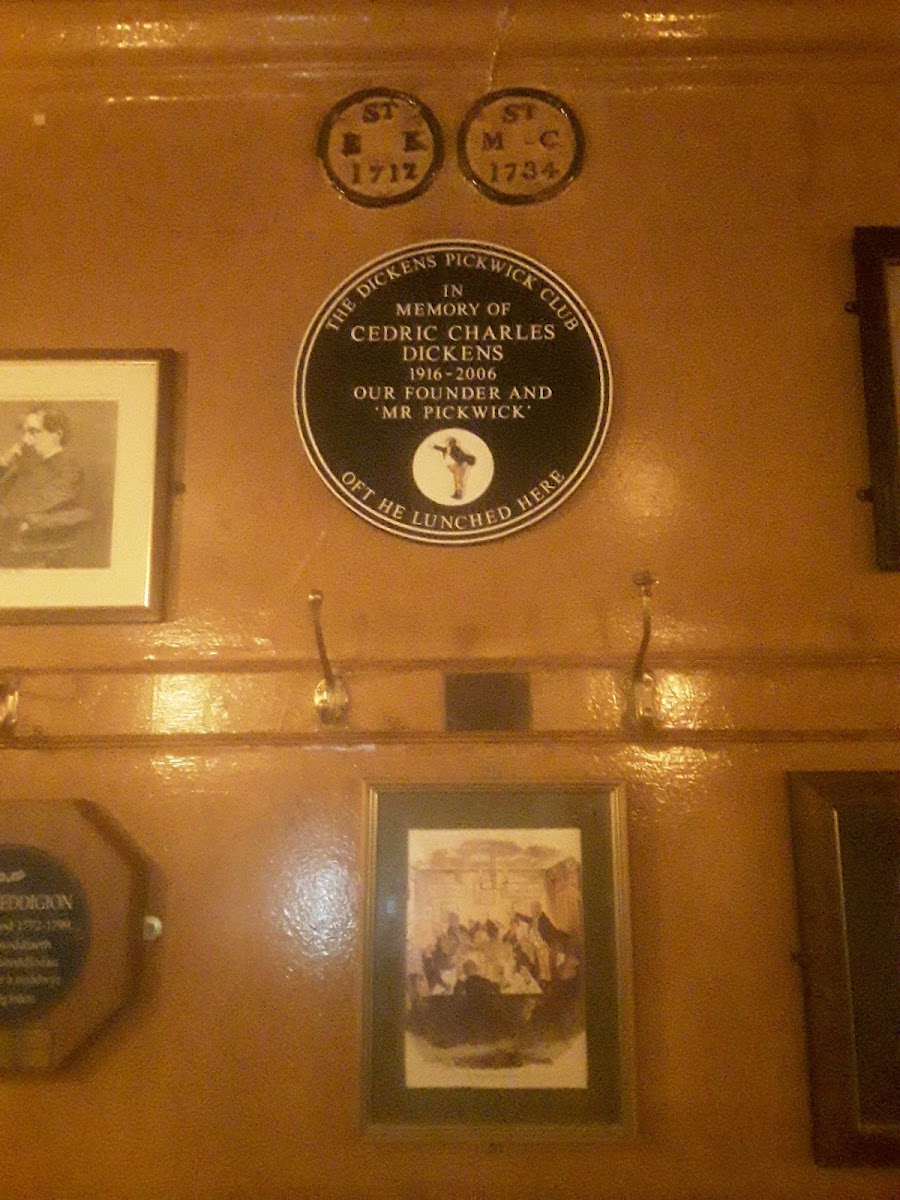 ST
E K
1712
ST
M C
1734
THE DICKENS PICKWICK CLUB
IN
MEMORY OF
CEDRIC CHARLES
DICKENS
1916-2006
OUR FOUNDER AND
'MR PICKWICK'
OFT HE LUNCHED HERE
EDDIGION